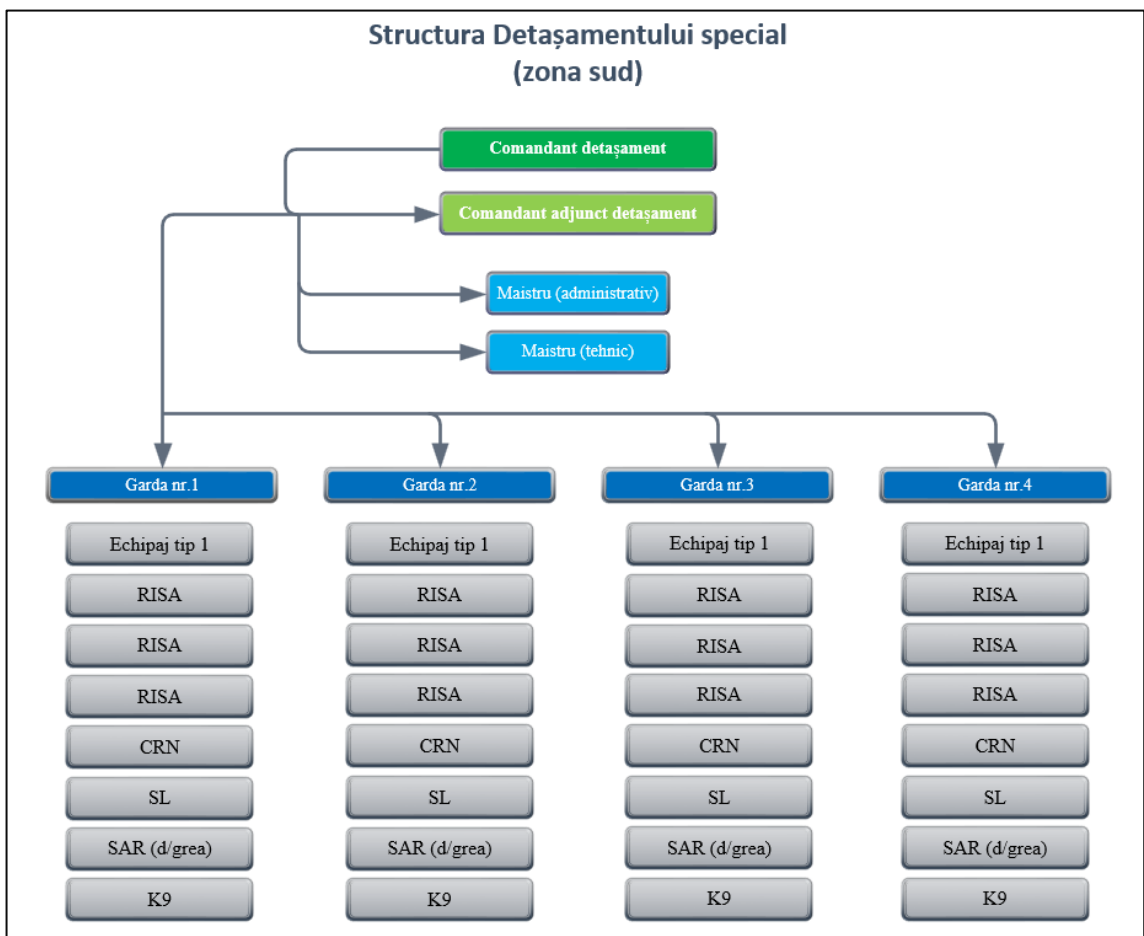 Structura Detașamentului special
(zona sud)
Comandant detașament
Comandant adjunct detașament
Maistru (administrativ)
Maistru (tehnic)
Garda nr.1
Garda nr.2
Garda nr.3
Garda nr.4
Echipaj tip 1
Echipaj tip 1
Echipaj tip 1
Echipaj tip 1
RISA
RISA
RISA
RISA
RISA
RISA
RISA
RISA
RISA
RISA
RISA
RISA
CRN
CRN
CRN
CRN
SL
SL
SL
SL
SAR (d/grea)
SAR (d/grea)
SAR (d/grea)
SAR (d/grea)
K9
K9
K9
K9